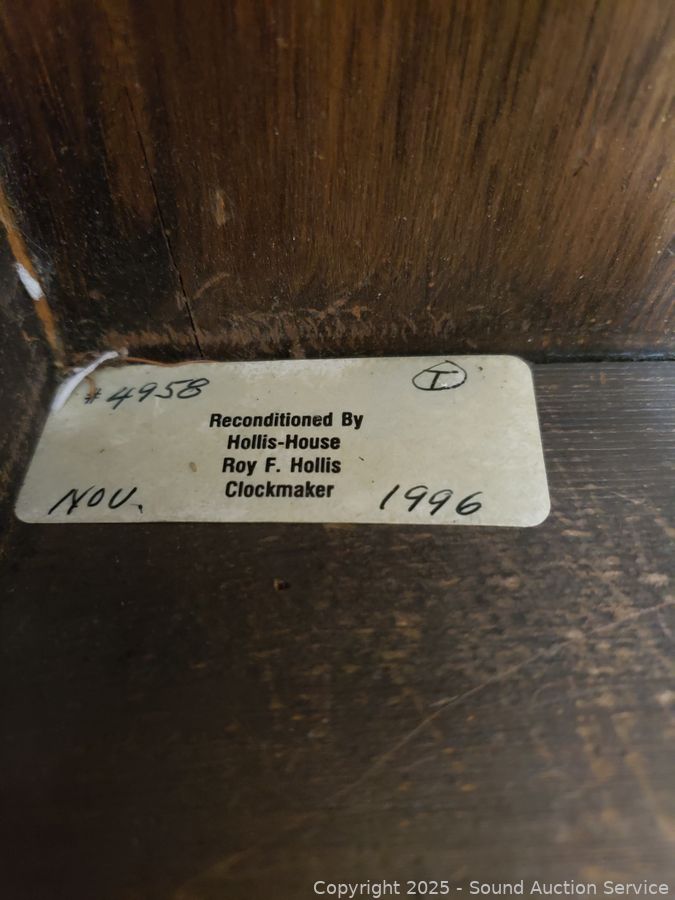 #4958 I
Reconditioned By
Hollis-House
Roy F. Hollis
Clockmaker
NOV. 1996
Copyright 2025 - Sound Auction Service